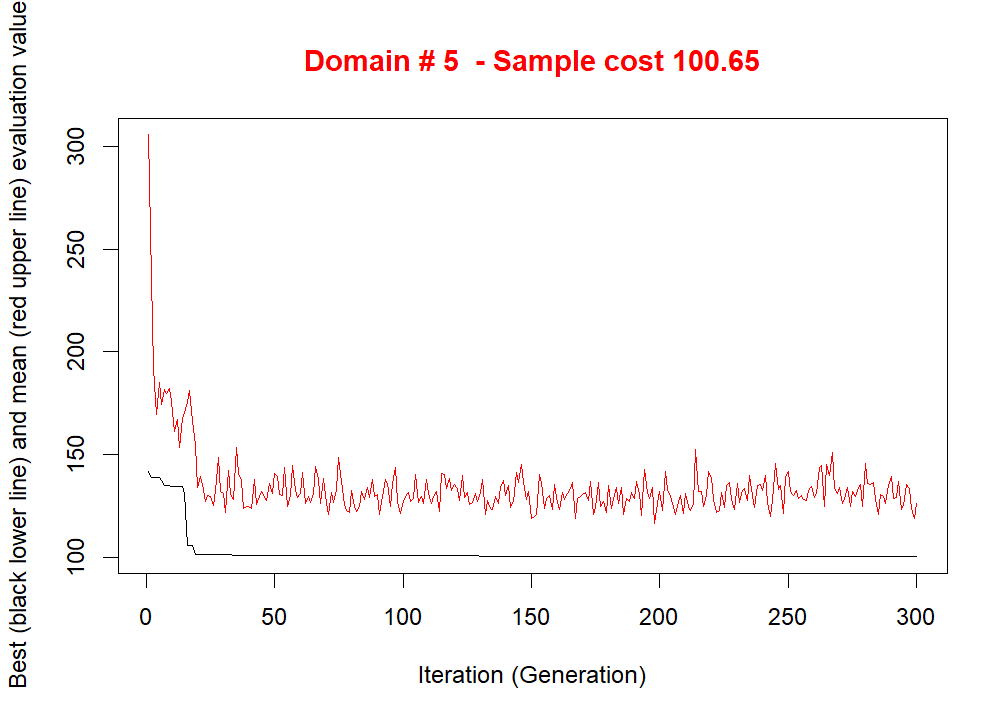 Domain # 5  - Sample cost 100.65
Best (black lower line) and mean (red upper line) evaluation value
300
250
200
150
100
0 50 100 150 200 250 300
Iteration (Generation)